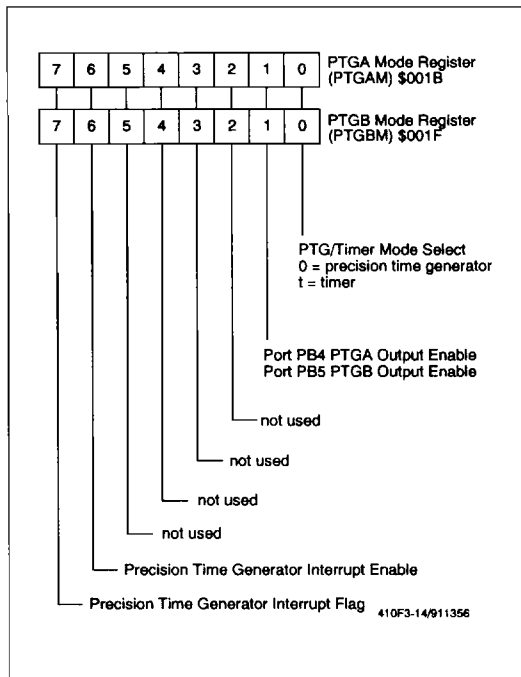 7 6 5 4 3 2 1 0
PTGA Mode Register
(PTGAM) $001B
7 6 5 4 3 2 1 0
PTGB Mode Register
(PTGBM) $001F
PTG/Timer Mode Select
0 = precision time generator
t = timer
Port PB4 PTGA Output Enable
Port PB5 PTGB Output Enable
not used
not used
not used
not used
Precision Time Generator Interrupt Enable
Precision Time Generator Interrupt Flag
410F3-14/911356